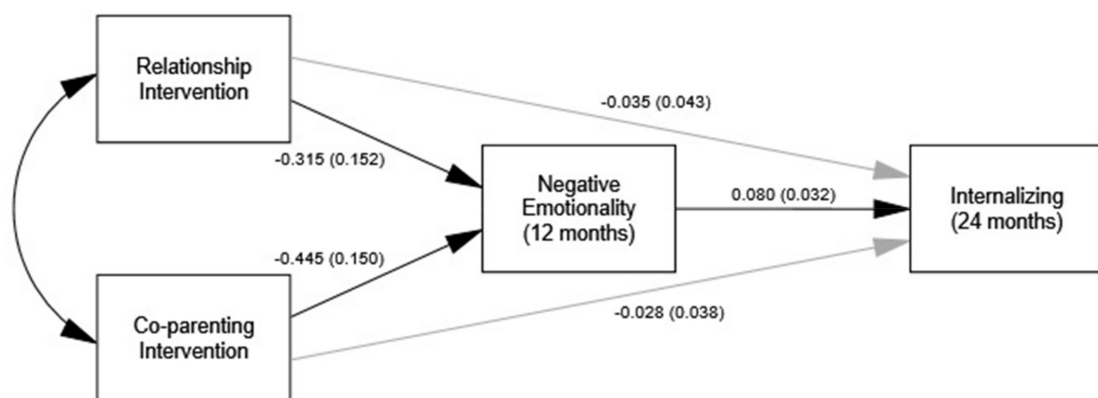 Relationship
Intervention
-0.035 (0.043)
-0.315 (0.152)
Negative
Emotionality
(12 months)
0.080 (0.032)
Internalizing
(24 months)
-0.445 (0.150)
-0.028 (0.038)
Co-parenting
Intervention